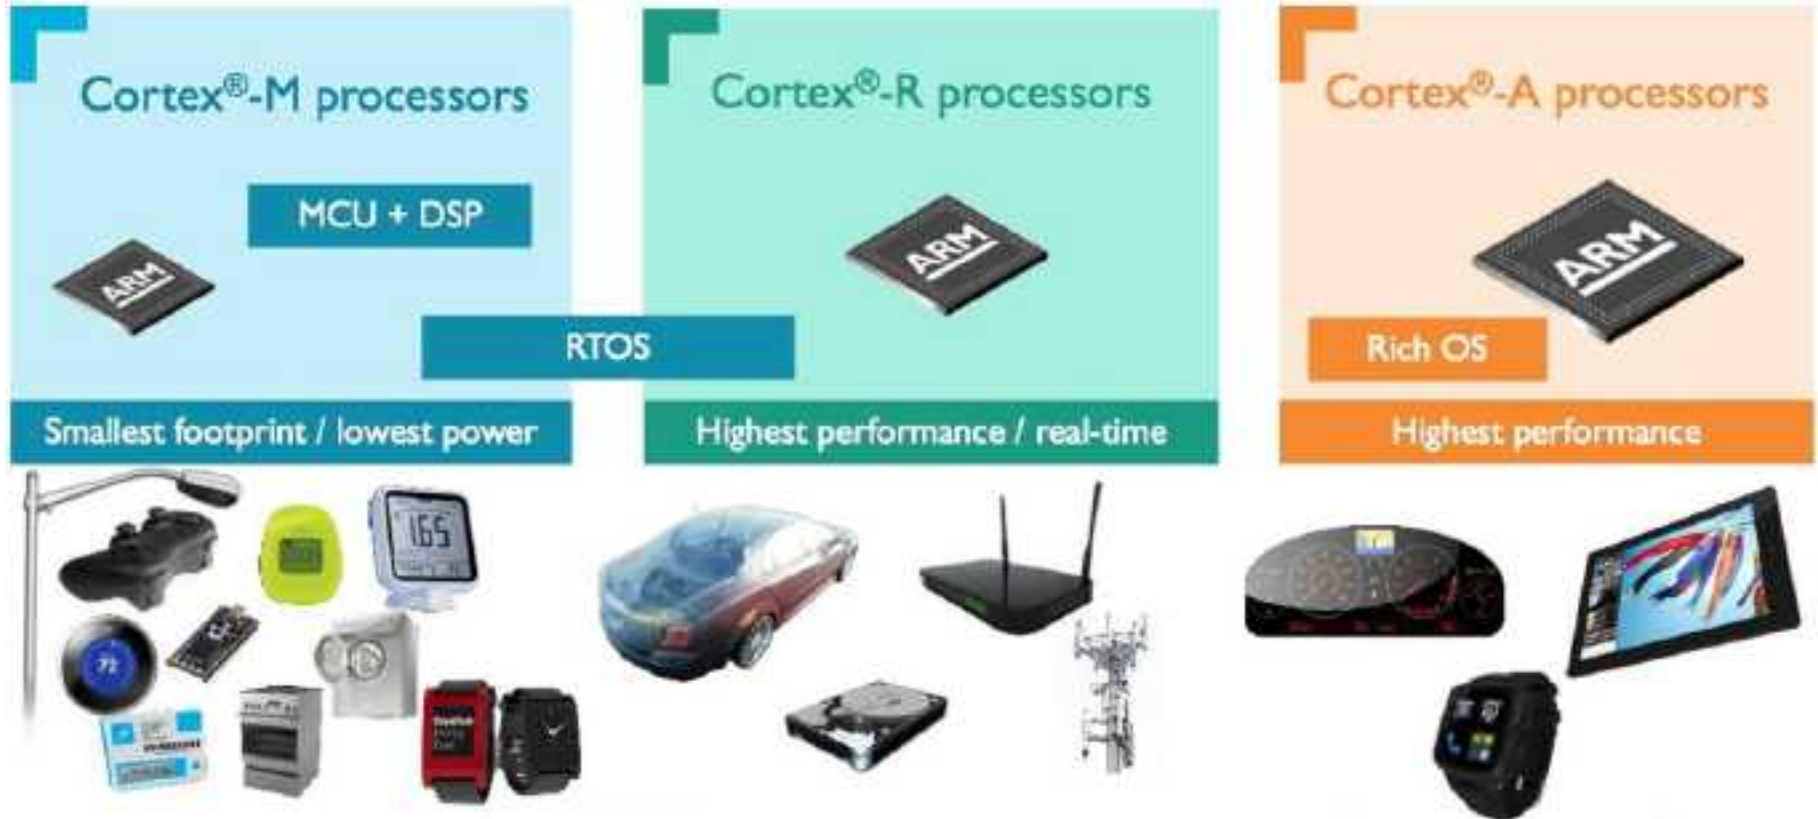 Cortex®-M processors
MCU + DSP
ARM
RTOS
Smallest footprint / lowest power
Cortex®-R processors
ARM
Highest performance / real-time
Cortex®-A processors
ARM
Rich OS
Highest performance
165
72